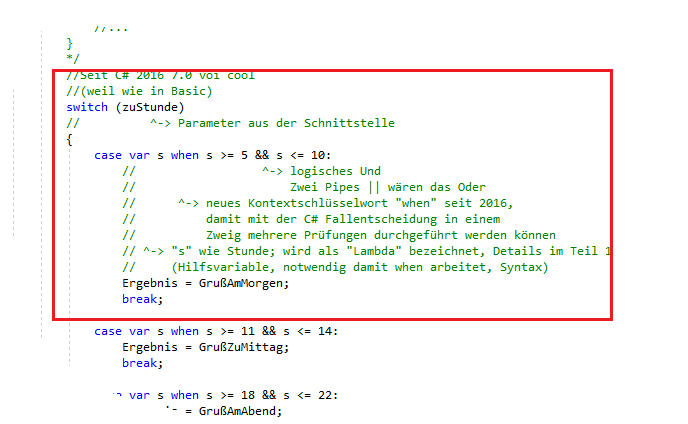 //...
}
*/
//Seit C# 2016 7.0 voi cool
//(weil wie in Basic)
switch (zuStunde)
//          ^-> Parameter aus der Schnittstelle
{
    case var s when s >= 5 && s <= 10:
        //                  ^-> logisches Und
        //                      Zwei Pipes || wären das Oder
        //      ^-> neues Kontextschlüsselwort "when" seit 2016,
        //          damit mit der C# Fallentscheidung in einem
        //          Zweig mehrere Prüfungen durchgeführt werden können
        // ^-> "s" wie Stunde; wird als "Lambda" bezeichnet, Details im Teil 1
        //     (Hilfsvariable, notwendig damit when arbeitet, Syntax)
        Ergebnis = GrußAmMorgen;
        break;
    case var s when s >= 11 && s <= 14:
        Ergebnis = GrußZuMittag;
        break;
    var s when s >= 18 && s <= 22:
        = GrußAmAbend;